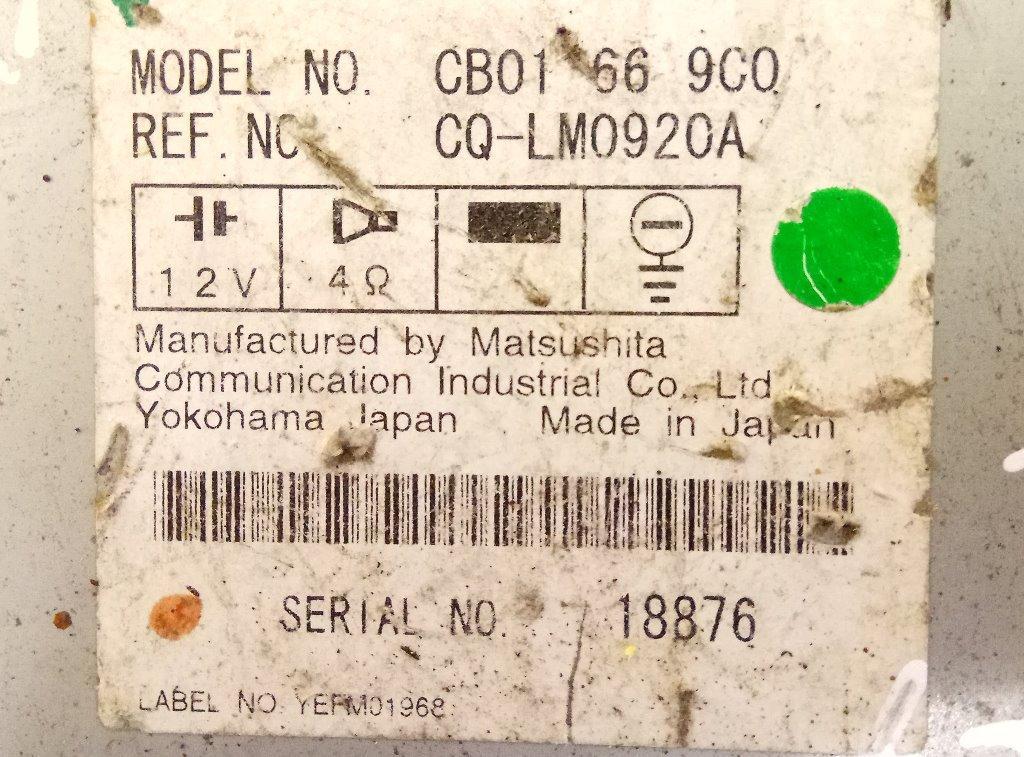 MODEL NO. CB01 66 9C0
REF. NO
CQ-LM0920A
12V
4Ω
Manufactured by Matsushita
Communication Industrial Co., Ltd
Yokohama Japan Made in Japan
SERIAL NO. 18876
LABEL NO. YEFM01968